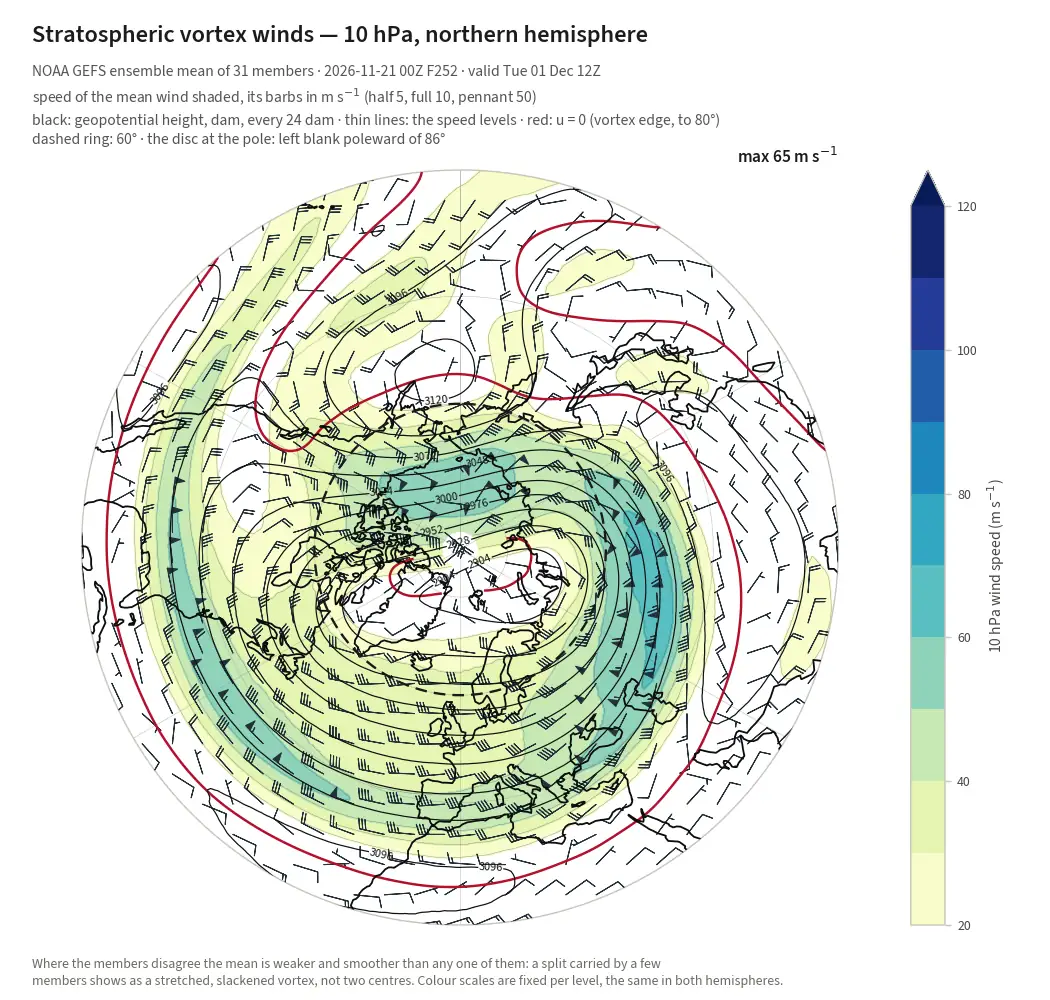 Stratospheric vortex winds — 10 hPa, northern hemisphere
NOAA GEFS ensemble mean of 31 members · 2026-11-21 00Z F252 · valid Tue 01 Dec 12Z
speed of the mean wind shaded, its barbs in m s⁻¹ (half 5, full 10, pennant 50)
black: geopotential height, dam, every 24 dam · thin lines: the speed levels · red: u = 0 (vortex edge, to 80°)
dashed ring: 60° · the disc at the pole: left blank poleward of 86°
max 65 m s⁻¹
120
100
80
60
40
20
10 hPa wind speed (m s⁻¹)
3096
3096
3120
3048
3096
3024
3000
2976
2952
2928
2904
3096
3096
Where the members disagree the mean is weaker and smoother than any one of them: a split carried by a few
members shows as a stretched, slackened vortex, not two centres. Colour scales are fixed per level, the same in both hemispheres.